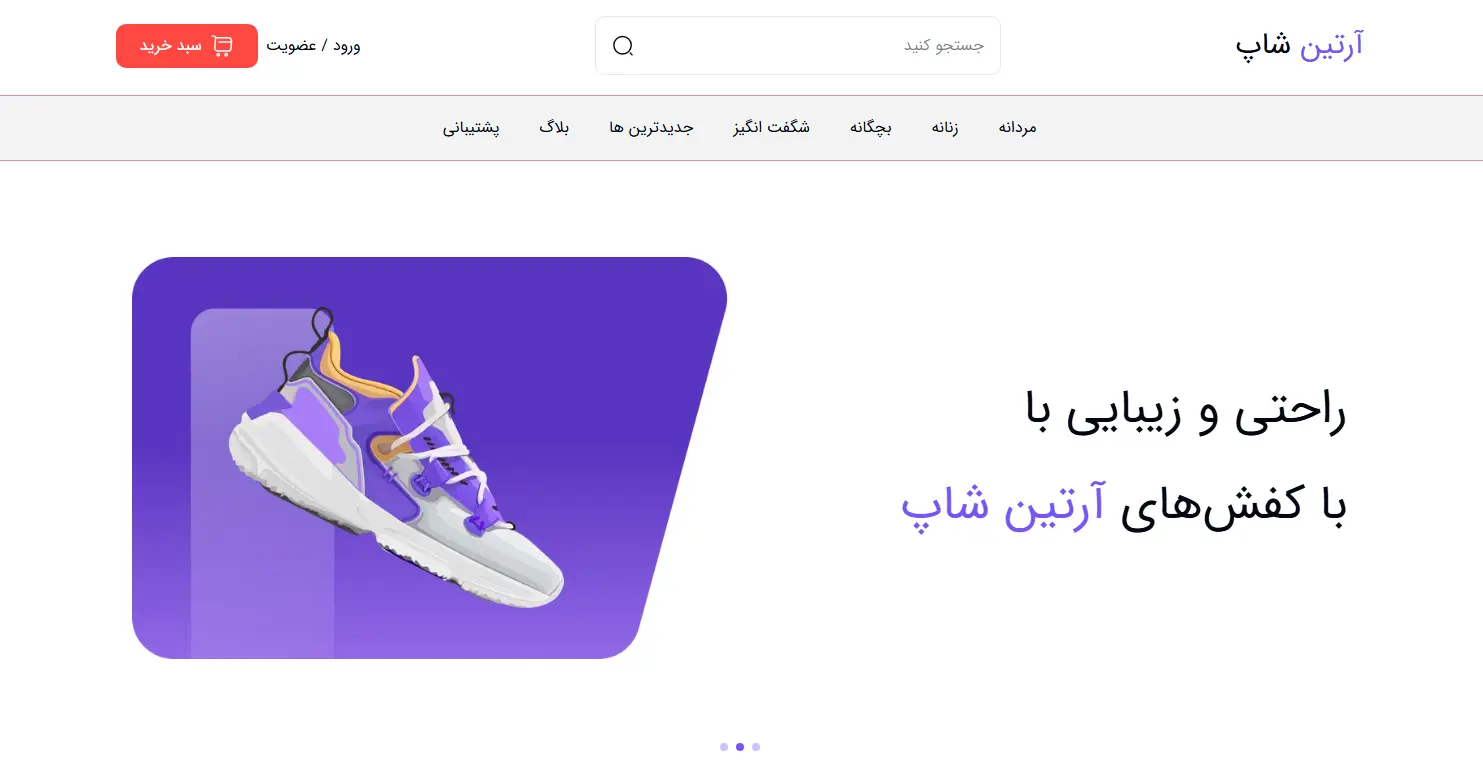 آرتین شاپ
جستجو کنید
ورود / عضویت
سبد خرید
مردانه زنانه بچگانه شگفت انگیز جدیدترین ها بلاگ پشتیبانی
راحتی و زیبایی با
با کفش‌های آرتین شاپ